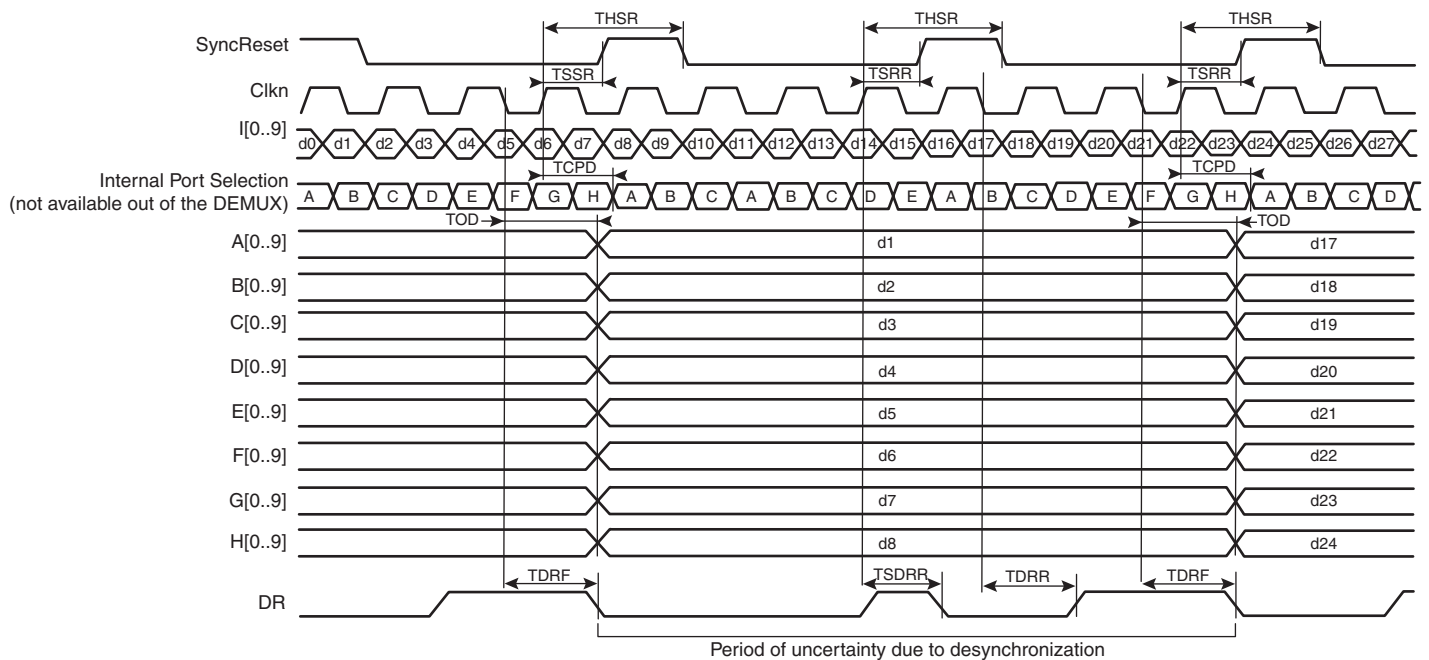 THSR THSR THSR
SyncReset
TSSR TSRR TSRR
Clkn
I[0..9] d0 d1 d2 d3 d4 d5 d6 d7 d8 d9 d10 d11 d12 d13 d14 d15 d16 d17 d18 d19 d20 d21 d22 d23 d24 d25 d26 d27
TCPD TCPD
Internal Port Selection
(not available out of the DEMUX)
A B C D E F G H A B C A B C D E A B C D E F G H A B C D
TOD TOD
A[0..9] d1 d17
B[0..9] d2 d18
C[0..9] d3 d19
D[0..9] d4 d20
E[0..9] d5 d21
F[0..9] d6 d22
G[0..9] d7 d23
H[0..9] d8 d24
TDRF TSDRR TDRR TDRF
DR
Period of uncertainty due to desynchronization